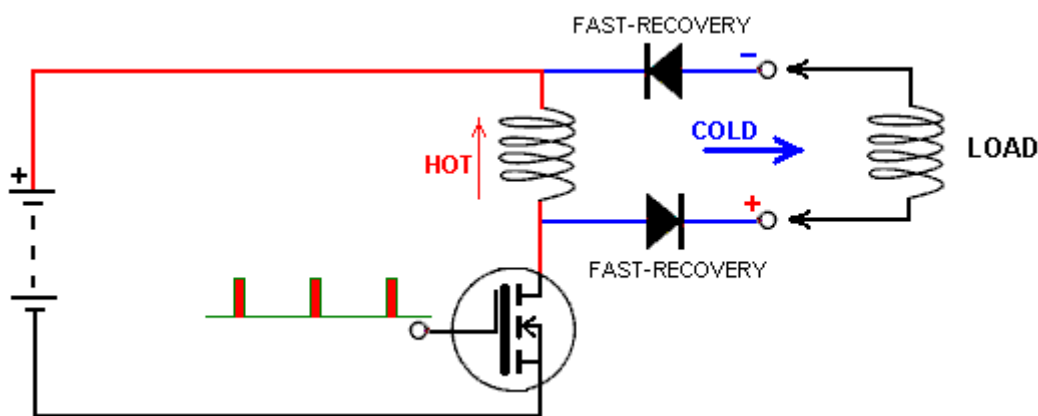 FAST-RECOVERY
−
+
HOT
COLD
LOAD
+
FAST-RECOVERY